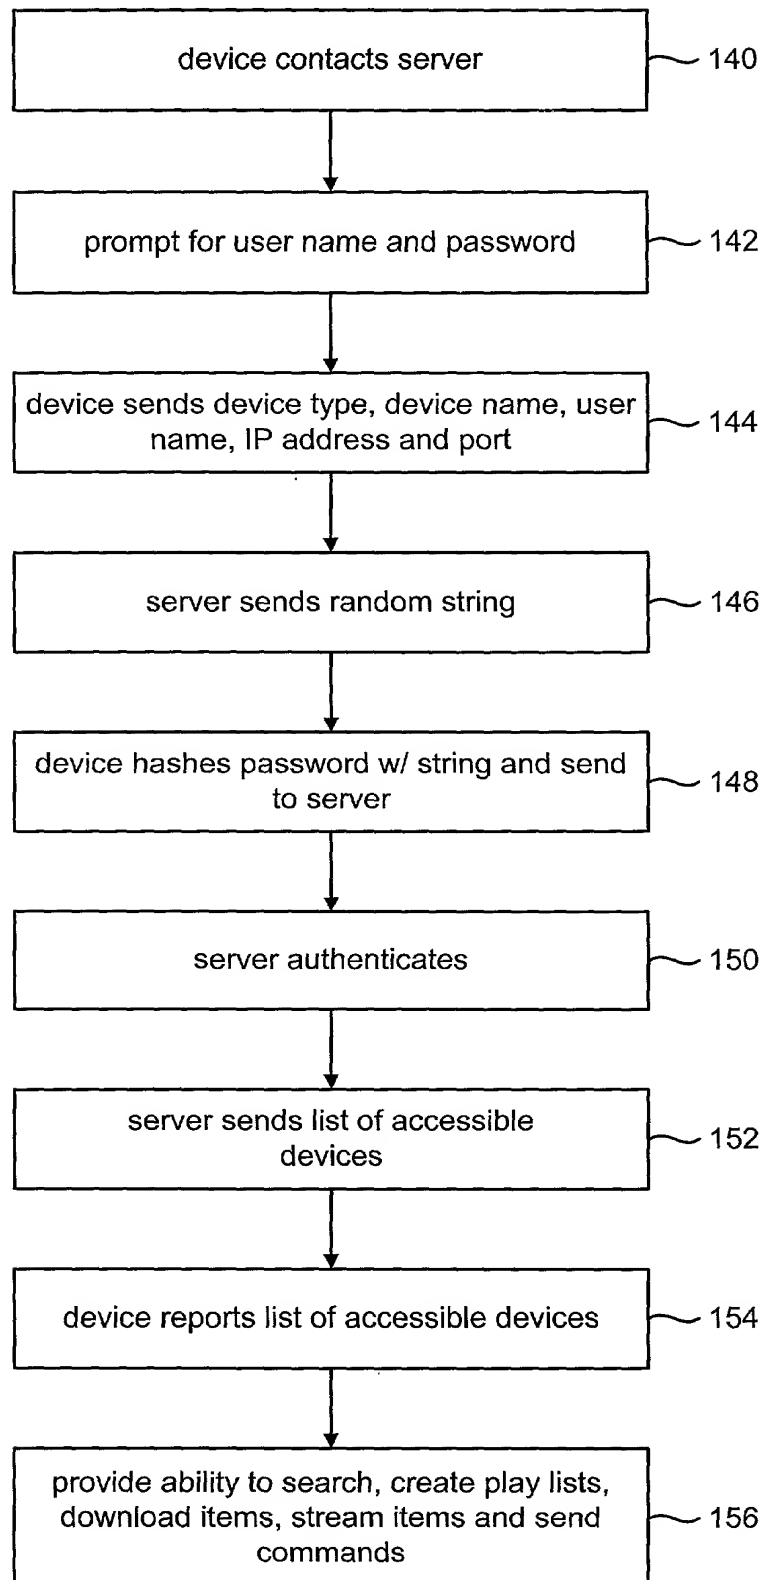 device contacts server
140
prompt for user name and password
142
device sends device type, device name, user
name, IP address and port
144
server sends random string
146
device hashes password w/ string and send
to server
148
server authenticates
150
server sends list of accessible
devices
152
device reports list of accessible devices
154
provide ability to search, create play lists,
download items, stream items and send
commands
156